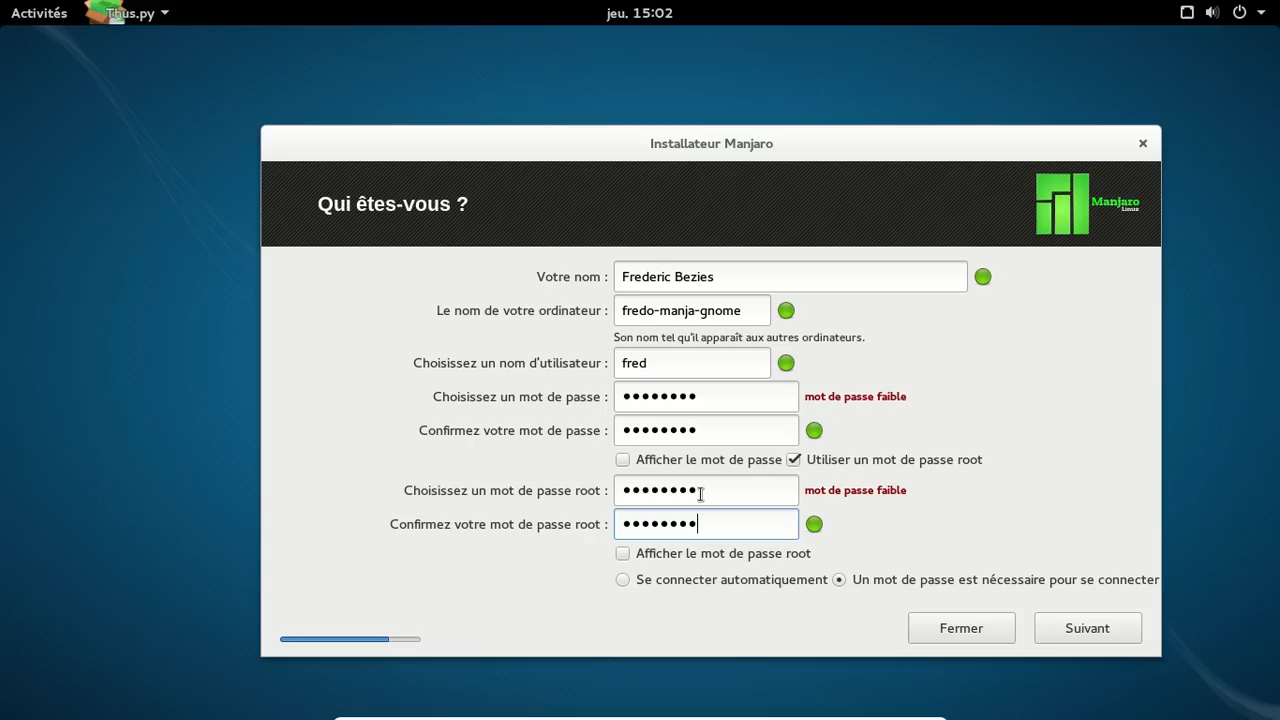 Activités Thus.py jeu. 15:02
Installateur Manjaro
Qui êtes-vous ?
Manjaro
Linux
Votre nom : Frederic Bezies
Le nom de votre ordinateur : fredo-manja-gnome
Son nom tel qu'il apparaît aux autres ordinateurs.
Choisissez un nom d'utilisateur : fred
Choisissez un mot de passe : ●●●●●●●● mot de passe faible
Confirmez votre mot de passe : ●●●●●●●●
Afficher le mot de passe Utiliser un mot de passe root
Choisissez un mot de passe root : ●●●●●●●● mot de passe faible
Confirmez votre mot de passe root : ●●●●●●●●
Afficher le mot de passe root
Se connecter automatiquement Un mot de passe est nécessaire pour se connecter
Fermer Suivant